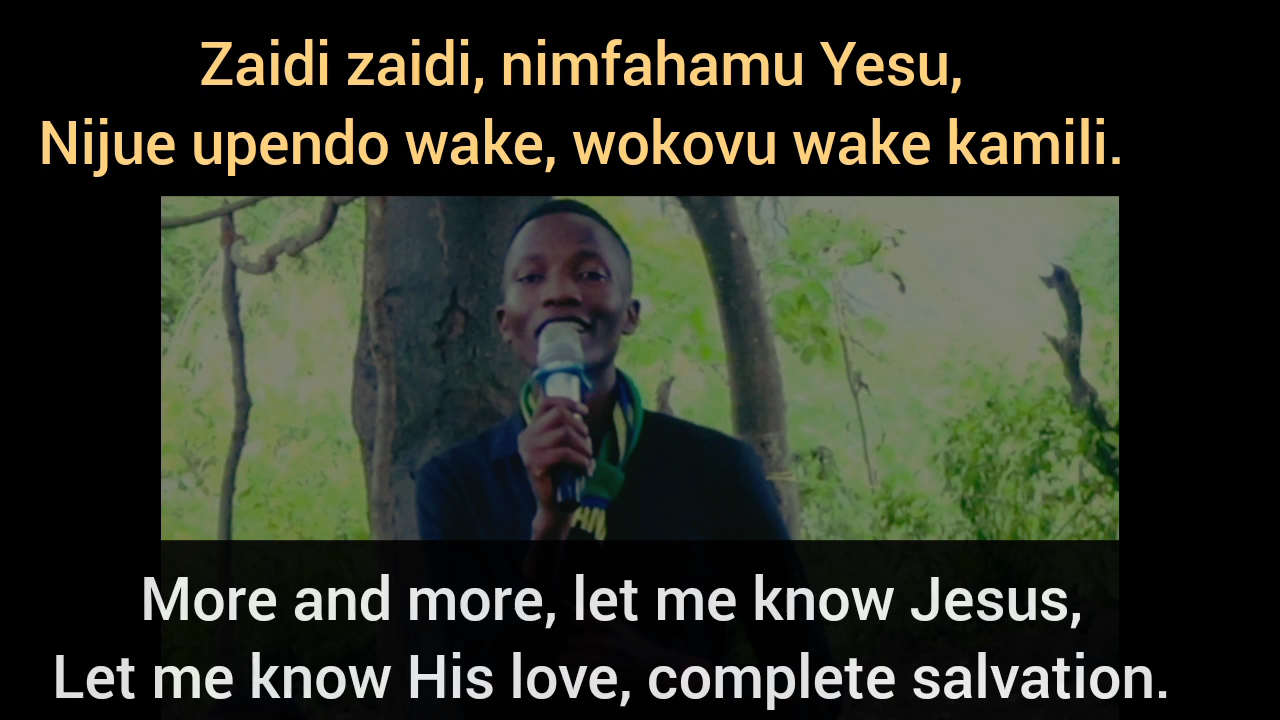 Zaidi zaidi, nimfahamu Yesu,
Nijue upendo wake, wokovu wake kamili.
AN
More and more, let me know Jesus,
Let me know His love, complete salvation.